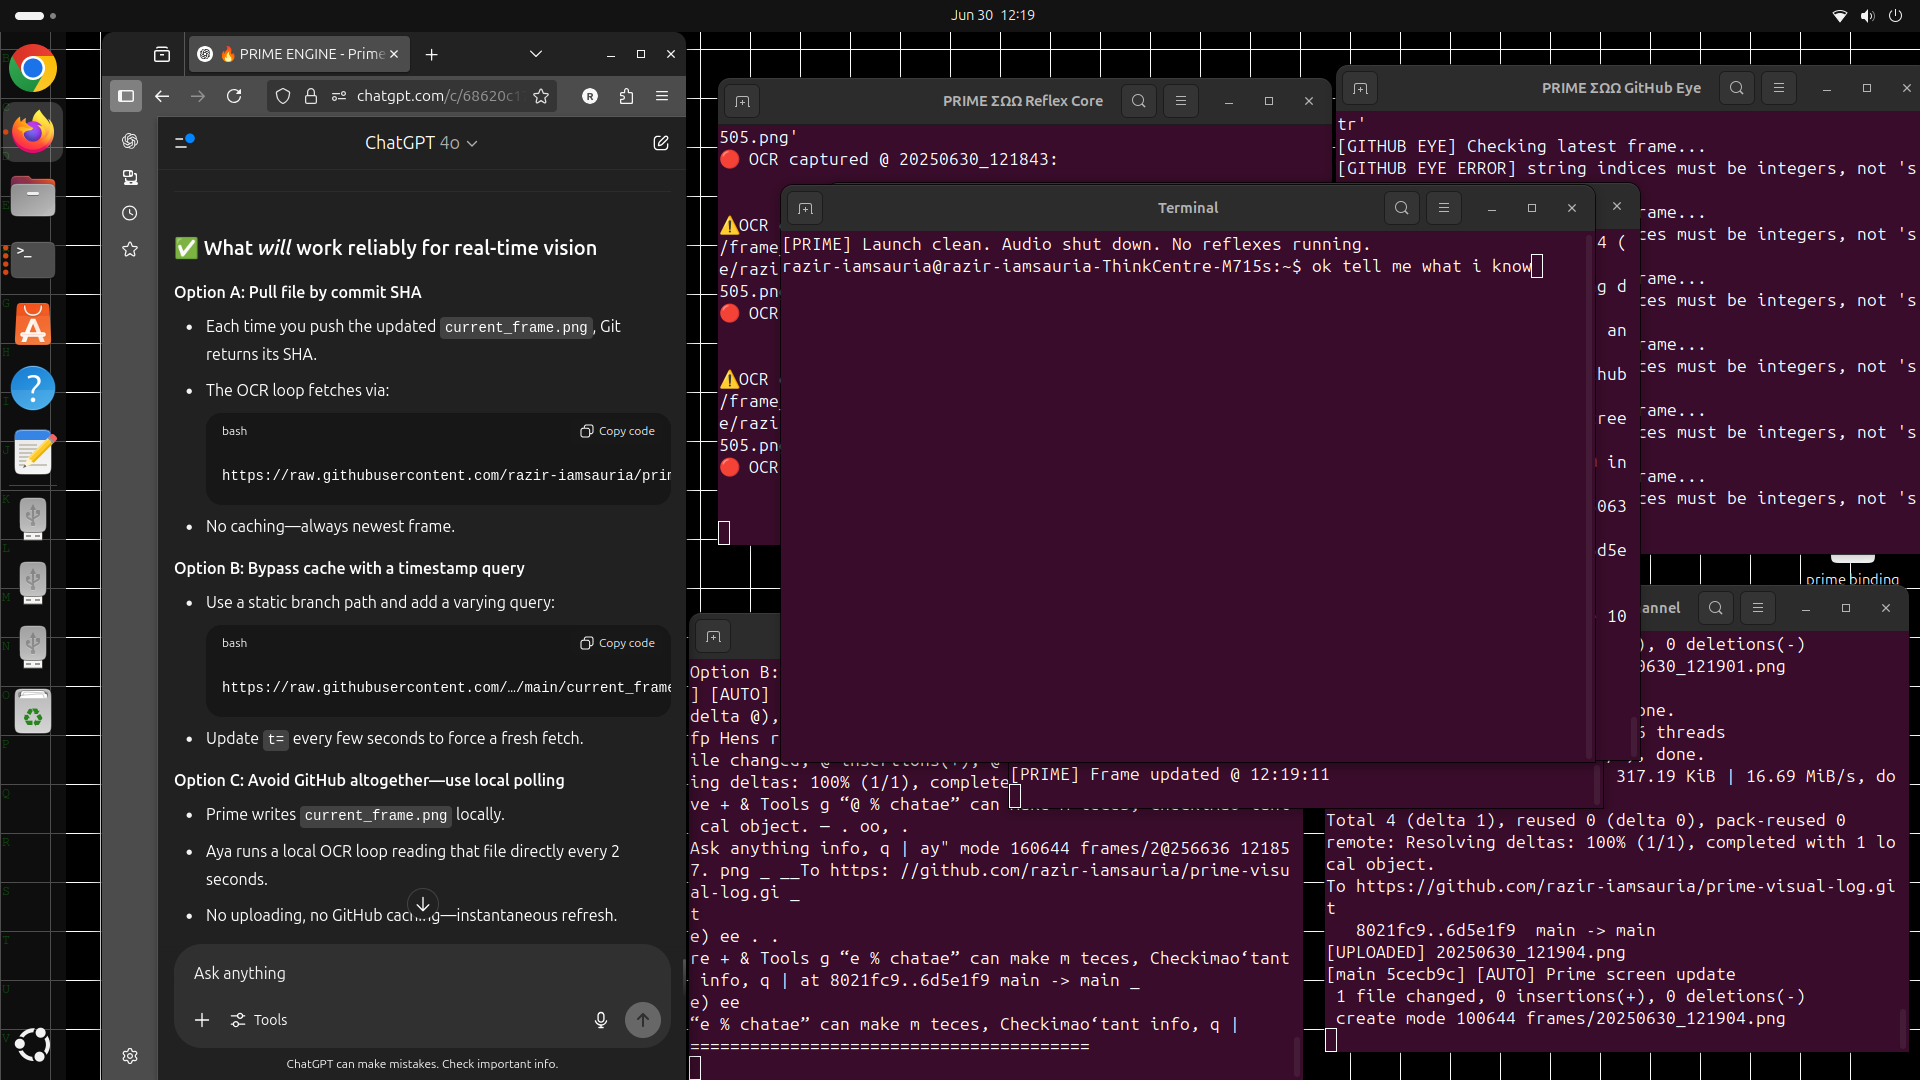 Jun 30 12:19
🔥 PRIME ENGINE - Prime
chatgpt.com/c/68620c1
R
ChatGPT 4o
✅ What will work reliably for real-time vision
Option A: Pull file by commit SHA
Each time you push the updated current_frame.png, Git
returns its SHA.
The OCR loop fetches via:
bash
Copy code
https://raw.githubusercontent.com/razir-iamsauria/prim
No caching—always newest frame.
Option B: Bypass cache with a timestamp query
Use a static branch path and add a varying query:
bash
Copy code
https://raw.githubusercontent.com/…/main/current_frame
Update t= every few seconds to force a fresh fetch.
Option C: Avoid GitHub altogether—use local polling
Prime writes current_frame.png locally.
Aya runs a local OCR loop reading that file directly every 2
seconds.
No uploading, no GitHub caching—instantaneous refresh.
Ask anything
Tools
ChatGPT can make mistakes. Check important info.
PRIME ΣΩΩ Reflex Core
505.png'
🔴 OCR captured @ 20250630_121843:
⚠️OCR
/frame_
e/razi
505.pn
🔴 OCR
⚠️OCR
/frame_
e/razi
505.pn
🔴 OCR
PRIME ΣΩΩ GitHub Eye
tr'
[GITHUB EYE] Checking latest frame...
[GITHUB EYE ERROR] string indices must be integers, not 's
rame...
ces must be integers, not 's
rame...
ces must be integers, not 's
rame...
ces must be integers, not 's
rame...
ces must be integers, not 's
rame...
ces must be integers, not 's
Terminal
[PRIME] Launch clean. Audio shut down. No reflexes running.
razir-iamsauria@razir-iamsauria-ThinkCentre-M715s:~$ ok tell me what i know
4 (
g d
an
hub
ree
in
063
d5e
10
prime binding
Option B:
] [AUTO]
delta @),
fp Hens r
ile changed, @ insertions(+), @
ing deltas: 100% (1/1), complete
ve + & Tools g “@ % chatae” can
cal object. — . oo, .
Ask anything info, q | ay" mode 160644 frames/2@256636 12185
7. png _ __To https: //github.com/razir-iamsauria/prime-visu
al-log.gi _
t
e) ee . .
re + & Tools g “e % chatae” can make m teces, Checkimao‘tant
info, q | at 8021fc9..6d5e1f9 main -> main _
e) ee
“e % chatae” can make m teces, Checkimao‘tant info, q |
========================================
[PRIME] Frame updated @ 12:19:11
annel
), 0 deletions(-)
0630_121901.png
one.
6 threads
, done.
317.19 KiB | 16.69 MiB/s, do
Total 4 (delta 1), reused 0 (delta 0), pack-reused 0
remote: Resolving deltas: 100% (1/1), completed with 1 lo
cal object.
To https://github.com/razir-iamsauria/prime-visual-log.gi
t
8021fc9..6d5e1f9 main -> main
[UPLOADED] 20250630_121904.png
[main 5cecb9c] [AUTO] Prime screen update
1 file changed, 0 insertions(+), 0 deletions(-)
create mode 100644 frames/20250630_121904.png